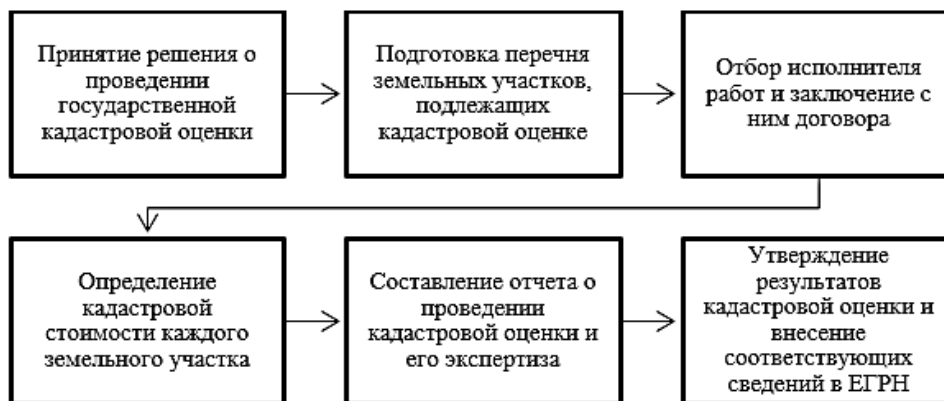 Принятие решения о
проведении
государственной
кадастровой оценки
Подготовка перечня
земельных участков,
подлежащих
кадастровой оценке
Отбор исполнителя
работ и заключение с
ним договора
Определение
кадастровой
стоимости каждого
земельного участка
Составление отчета о
проведении
кадастровой оценки и
его экспертиза
Утверждение
результатов
кадастровой оценки и
внесение
соответствующих
сведений в ЕГРН